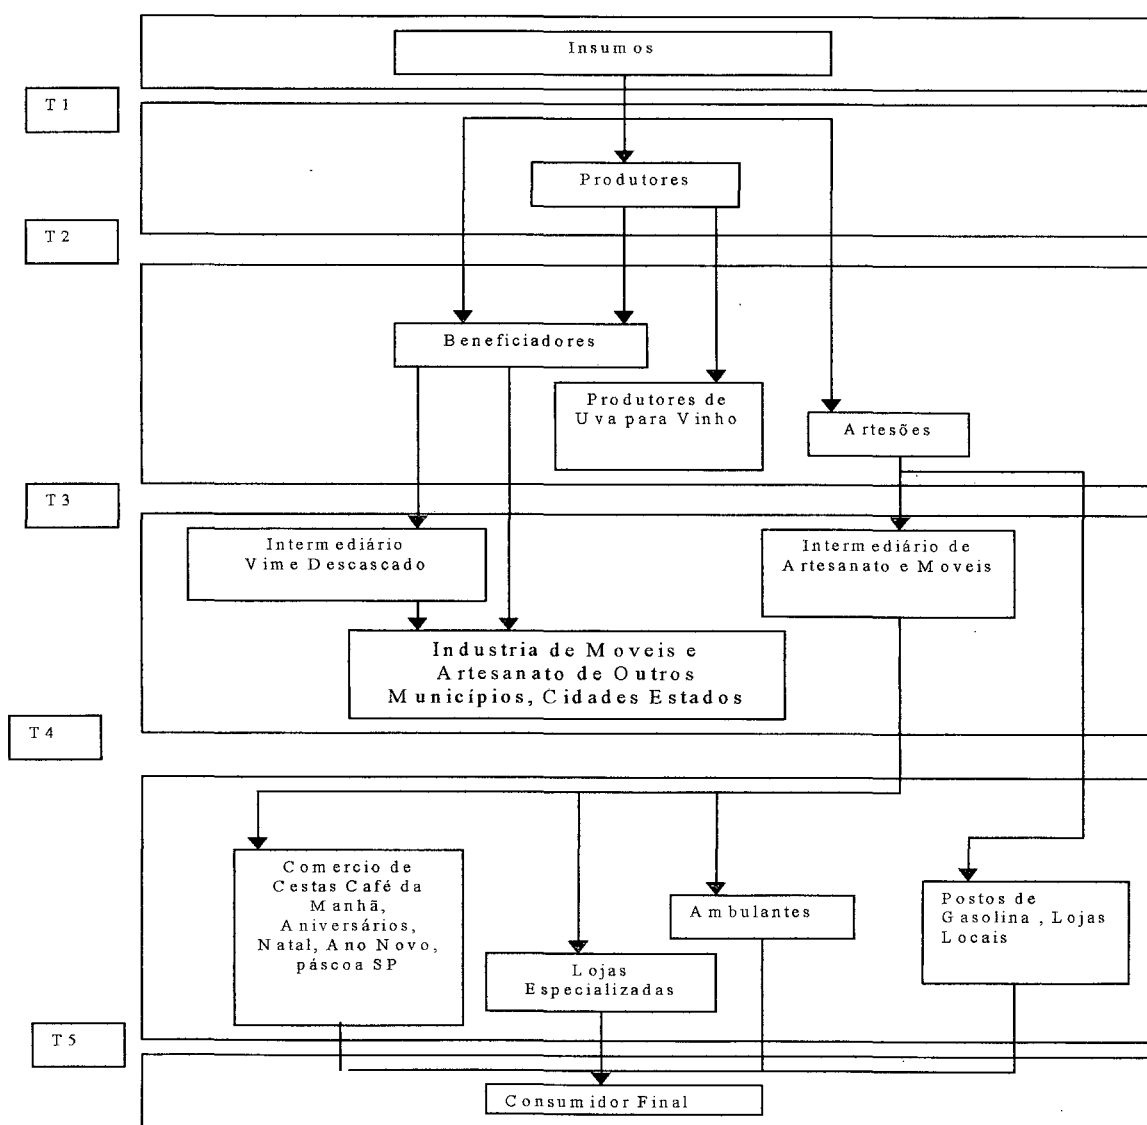 Insumos
T1
Produtores
T2
Beneficiadores
Produtores de
Uva para Vinho
Artesões
T3
Intermediário
Vime Descascado
Intermediário de
Artesanato e Moveis
Industria de Moveis e
Artesanato de Outros
Municípios, Cidades Estados
T4
Comercio de
Cestas Café da
Manhã,
Aniversários,
Natal, Ano Novo,
páscoa SP
Lojas
Especializadas
Ambulantes
Postos de
Gasolina , Lojas
Locais
T5
Consumidor Final